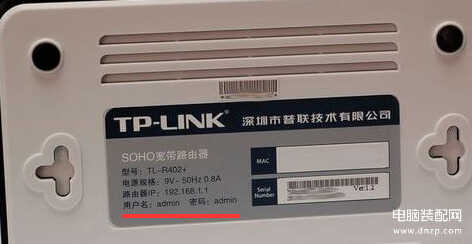 TP-LINK 深圳市普联技术有限公司
SOHO宽带路由器
型号：TL-R402+
电源规格：9V~50Hz 0.8A
路由器IP：192.168.1.1
用户名：admin 密码：admin
MAC
Serial
Number
电脑装配网
www.dnzp.com